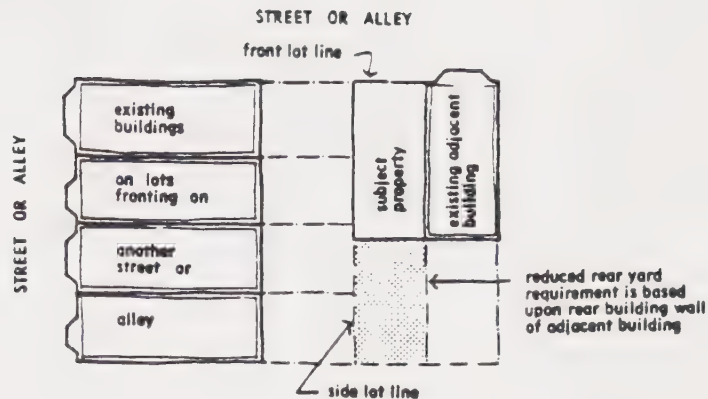 STREET OR ALLEY
front lot line
STREET OR ALLEY
existing
buildings
on lots
fronting on
another
street or
alley
subject
property
existing adjacent
building
reduced rear yard
requirement is based
upon rear building wall
of adjacent building
side lot line